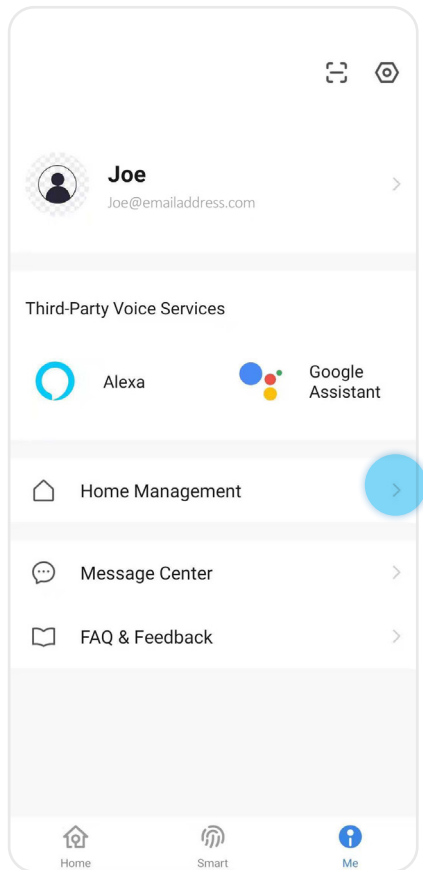 Joe
Joe@emailaddress.com
Third-Party Voice Services
Alexa
Google
Assistant
Home Management
Message Center
FAQ & Feedback
Home
Smart
Me